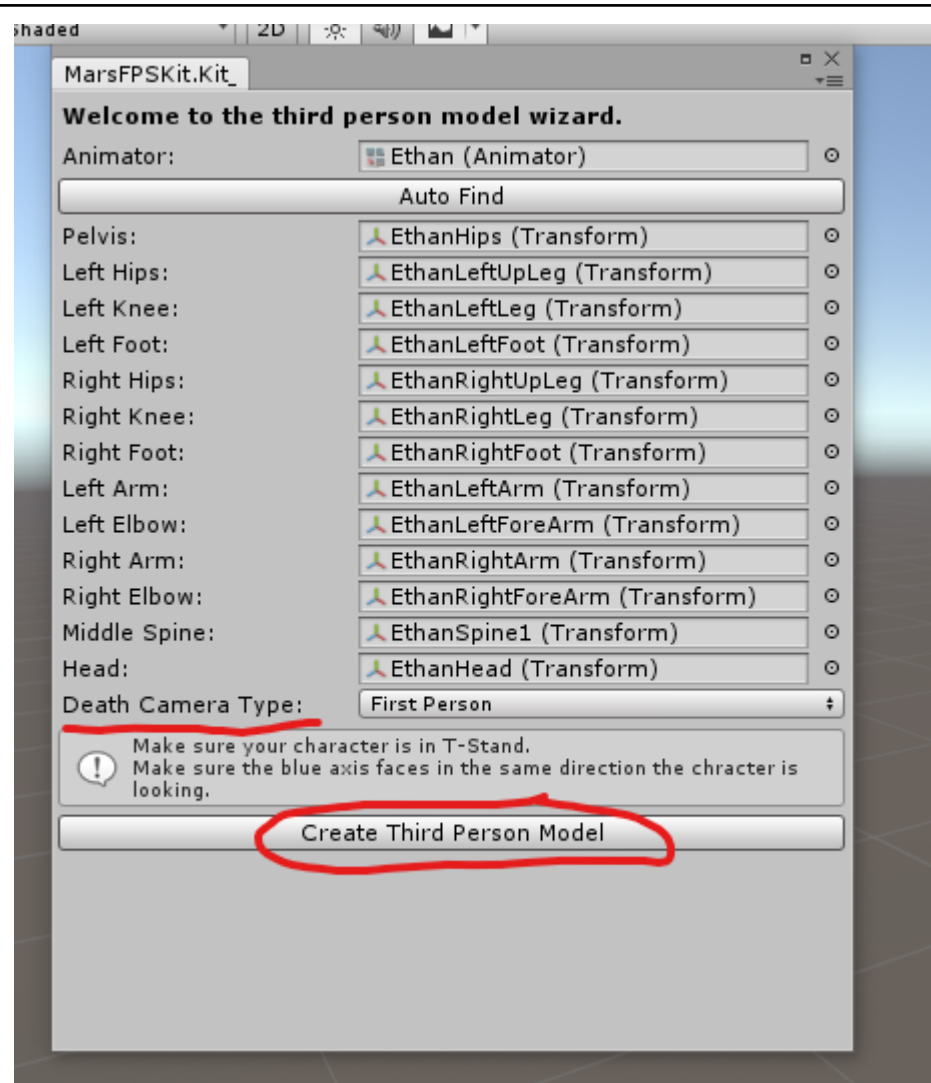 Shaded 2D
MarsFPSKit.Kit_
Welcome to the third person model wizard.
Animator: Ethan (Animator)
Auto Find
Pelvis: EthanHips (Transform)
Left Hips: EthanLeftUpLeg (Transform)
Left Knee: EthanLeftLeg (Transform)
Left Foot: EthanLeftFoot (Transform)
Right Hips: EthanRightUpLeg (Transform)
Right Knee: EthanRightLeg (Transform)
Right Foot: EthanRightFoot (Transform)
Left Arm: EthanLeftArm (Transform)
Left Elbow: EthanLeftForeArm (Transform)
Right Arm: EthanRightArm (Transform)
Right Elbow: EthanRightForeArm (Transform)
Middle Spine: EthanSpine1 (Transform)
Head: EthanHead (Transform)
Death Camera Type: First Person
Make sure your character is in T-Stand.
Make sure the blue axis faces in the same direction the chracter is
looking.
Create Third Person Model